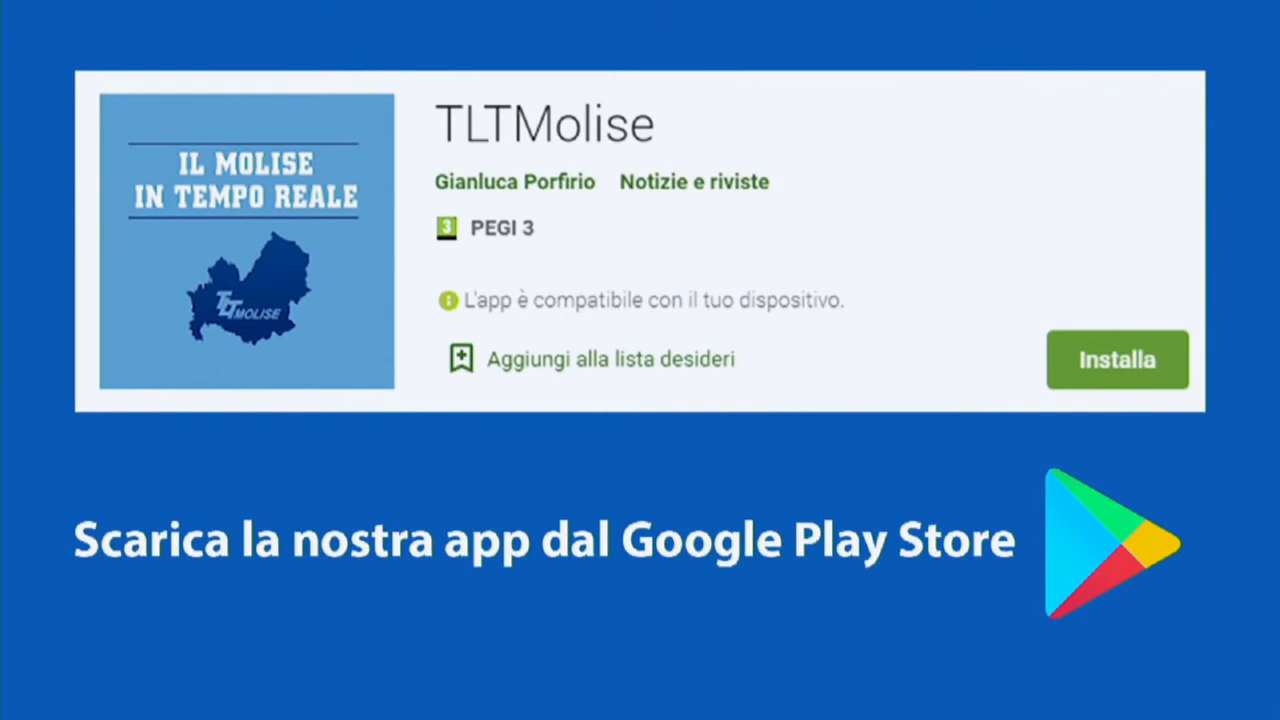 IL MOLISE
IN TEMPO REALE
TLT MOLISE
TLTMolise
Gianluca Porfirio Notizie e riviste
3 PEGI 3
L'app è compatibile con il tuo dispositivo.
Aggiungi alla lista desideri
Installa
Scarica la nostra app dal Google Play Store